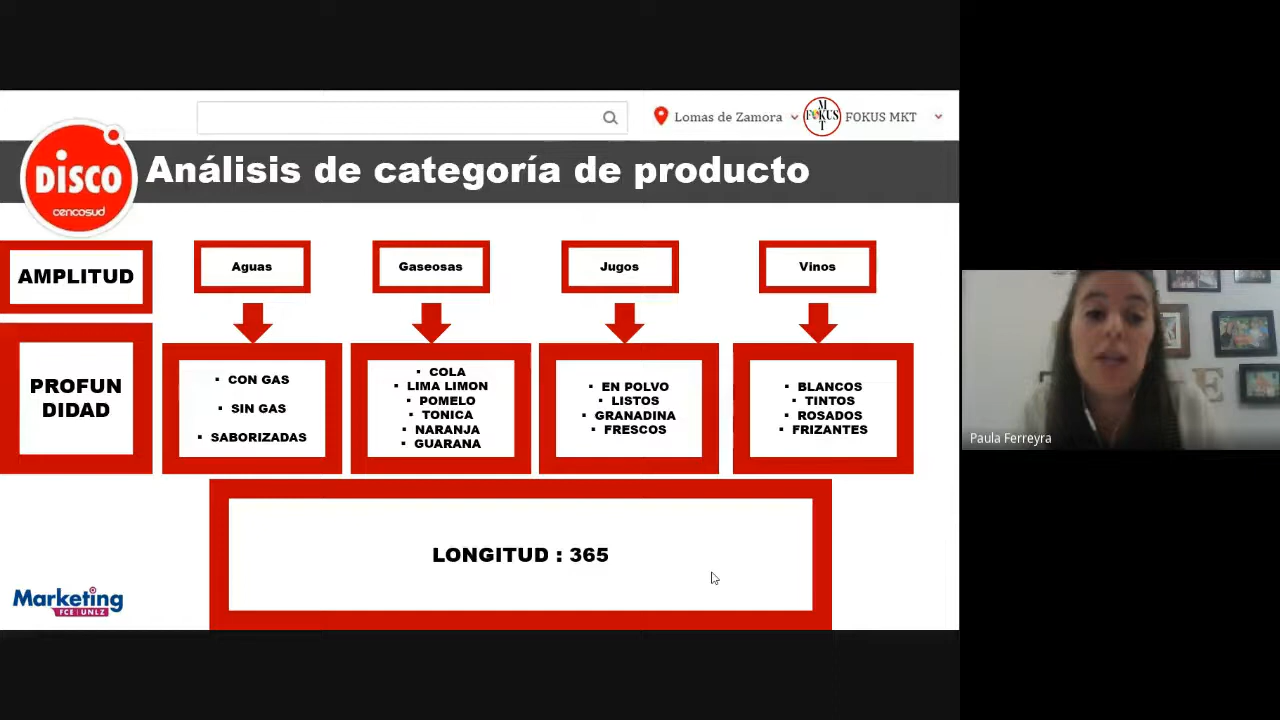 Lomas de Zamora
FOKUS MKT
FOKUS MKT
DISCO
cencosud
Análisis de categoría de producto
AMPLITUD
Aguas
Gaseosas
Jugos
Vinos
PROFUN
DIDAD
▪ CON GAS
▪ SIN GAS
▪ SABORIZADAS
▪ COLA
▪ LIMA LIMON
▪ POMELO
▪ TONICA
▪ NARANJA
▪ GUARANA
▪ EN POLVO
▪ LISTOS
▪ GRANADINA
▪ FRESCOS
▪ BLANCOS
▪ TINTOS
▪ ROSADOS
▪ FRIZANTES
LONGITUD : 365
Marketing
FCE | UNLZ
E
Paula Ferreyra